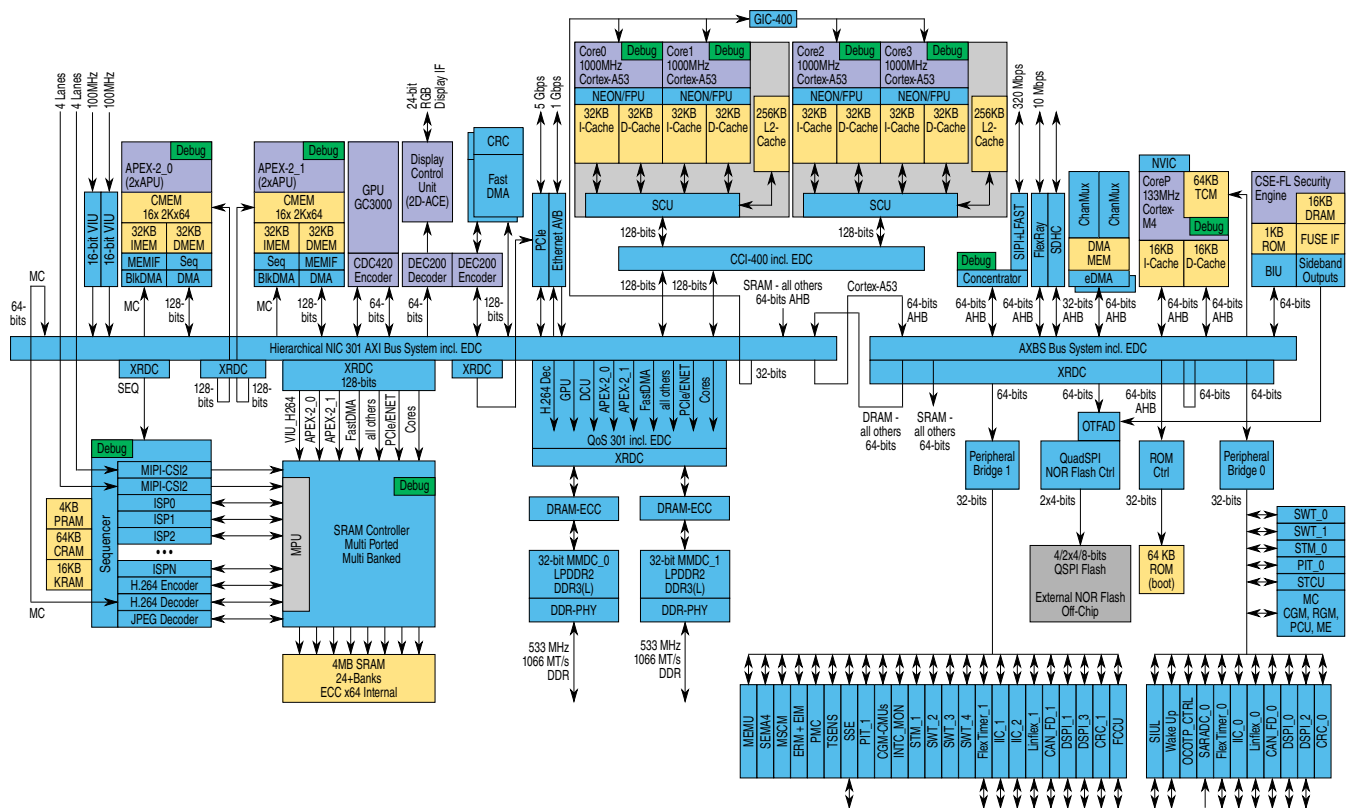 GIC-400
4 Lanes
4 Lanes
100MHz
100MHz
24-bit
RGB
Display IF
5 Gbps
1 Gbps
320 Mbps
10 Mbps
Debug
APEX-2_0
(2xAPU)
CMEM
16x 2Kx64
32KB
IMEM
32KB
DMEM
MEMIF
Seq
BlkDMA
DMA
16-bit VIU
16-bit VIU
Debug
APEX-2_1
(2xAPU)
CMEM
16x 2Kx64
32KB
IMEM
32KB
DMEM
Seq
MEMIF
BlkDMA
DMA
GPU
GC3000
CDC420
Encoder
Display
Control
Unit
(2D-ACE)
DEC200
Decoder
CRC
Fast
DMA
DEC200
Encoder
PCIe
Ethernet AVB
Core0
1000MHz
Cortex-A53
Debug
NEON/FPU
32KB
I-Cache
32KB
D-Cache
Core1
1000MHz
Cortex-A53
Debug
NEON/FPU
32KB
I-Cache
32KB
D-Cache
256KB
L2-
Cache
SCU
Core2
1000MHz
Cortex-A53
Debug
NEON/FPU
32KB
I-Cache
32KB
D-Cache
Core3
1000MHz
Cortex-A53
Debug
NEON/FPU
32KB
I-Cache
32KB
D-Cache
256KB
L2-
Cache
SCU
128-bits
128-bits
CCI-400 incl. EDC
128-bits
128-bits
SRAM - all others
64-bits AHB
Cortex-A53
Debug
Concentrator
SIPI+LFAST
FlexRay
SDHC
ChanMux
ChanMux
DMA
MEM
eDMA
NVIC
CoreP
133MHz
Cortex-
M4
64KB
TCM
Debug
16KB
I-Cache
16KB
D-Cache
CSE-FL Security
Engine
16KB
DRAM
1KB
ROM
FUSE IF
BIU
Sideband
Outputs
MC
64-
bits
MC
128-
bits
MC
128-
bits
64-
bits
64-
bits
128-
bits
64-bits
AHB
64-bits
AHB
64-bits
AHB
32-bits
AHB
64-bits
AHB
64-bits
AHB
64-bits
AHB
64-bits
Hierarchical NIC 301 AXI Bus System incl. EDC
AXBS Bus System incl. EDC
XRDC
XRDC
XRDC
XRDC
128-bits
XRDC
SEQ
128-
bits
128-
bits
32-bits
VIU_H264
APEX-2_0
APEX-2_1
FastDMA
all others
PCIe/ENET
Cores
H.264 Dec
GPU
DCU
APEX-2_0
APEX-2_1
FastDMA
all others
PCIe/ENET
Cores
QoS 301 incl. EDC
XRDC
DRAM -
all others
64-bits
SRAM -
all others
64-bits
64-bits
64-bits
64-bits
AHB
64-bits
64-bits
Debug
Sequencer
MIPI-CSI2
MIPI-CSI2
ISP0
ISP1
ISP2
•••
ISPN
H.264 Encoder
H.264 Decoder
JPEG Decoder
4KB
PRAM
64KB
CRAM
16KB
KRAM
MC
MPU
Debug
SRAM Controller
Multi Ported
Multi Banked
4MB SRAM
24+Banks
ECC x64 Internal
DRAM-ECC
DRAM-ECC
32-bit MMDC_0
LPDDR2
DDR3(L)
DDR-PHY
32-bit MMDC_1
LPDDR2
DDR3(L)
DDR-PHY
533 MHz
1066 MT/s
DDR
533 MHz
1066 MT/s
DDR
Peripheral
Bridge 1
32-bits
OTFAD
QuadSPI
NOR Flash Ctrl
2x4-bits
ROM
Ctrl
32-bits
Peripheral
Bridge 0
32-bits
4/2x4/8-bits
QSPI Flash
External NOR Flash
Off-Chip
64 KB
ROM
(boot)
SWT_0
SWT_1
STM_0
PIT_0
STCU
MC
CGM, RGM,
PCU, ME
MEMU
SEMA4
MSCM
ERM + EIM
PMC
TSENS
SSE
PIT_1
CGM-CMUs
INTC_MON
STM_1
SWT_2
SWT_3
SWT_4
FlexTimer_1
IIC_1
IIC_2
Linflex_1
CAN_FD_1
DSPI_1
DSPI_3
CRC_1
FCCU
SIUL
Wake Up
OCOTP_CTRL
SARADC_0
FlexTimer_0
IIC_0
Linflex_0
CAN_FD_0
DSPI_0
DSPI_2
CRC_0